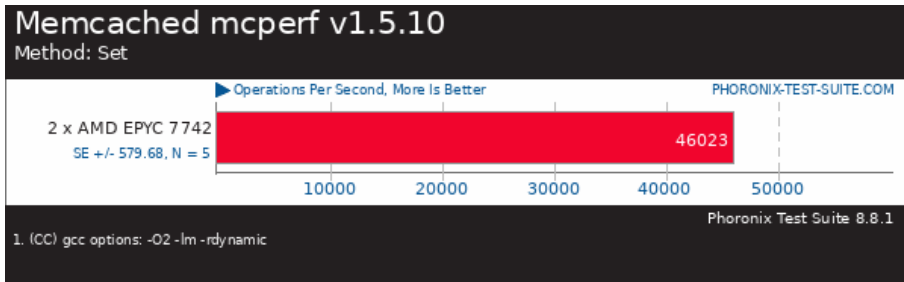 Memcached mcperf v1.5.10
Method: Set
Operations Per Second, More Is Better
PHORONIX-TEST-SUITE.COM
2 x AMD EPYC 7742
SE +/- 579.68, N = 5
46023
10000 20000 30000 40000 50000
Phoronix Test Suite 8.8.1
1. (CC) gcc options: -O2 -lm -rdynamic